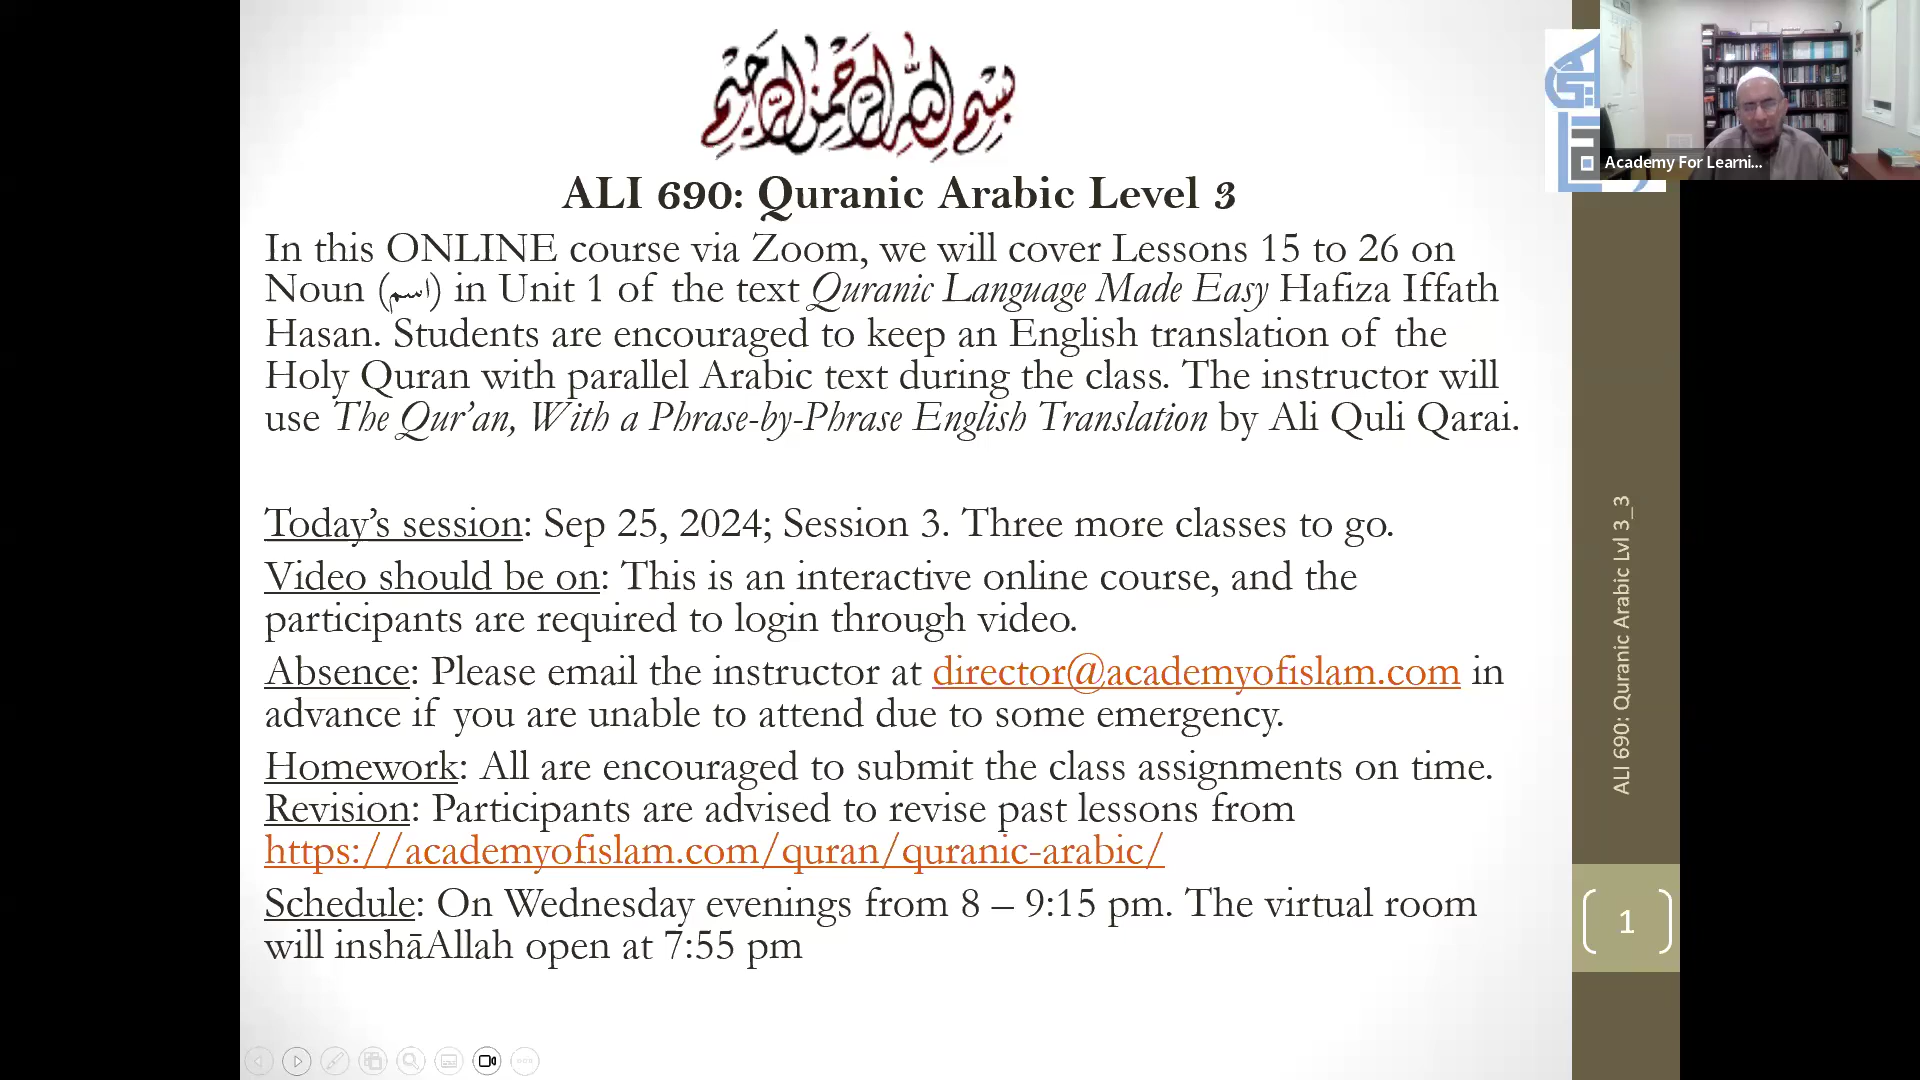 بسم الله الرحمن الرحيم
ALI 690: Quranic Arabic Level 3
In this ONLINE course via Zoom, we will cover Lessons 15 to 26 on
Noun (اسم) in Unit 1 of the text Quranic Language Made Easy Hafiza Iffath
Hasan. Students are encouraged to keep an English translation of the
Holy Quran with parallel Arabic text during the class. The instructor will
use The Qur'an, With a Phrase-by-Phrase English Translation by Ali Quli Qarai.
Today's session: Sep 25, 2024; Session 3. Three more classes to go.
Video should be on: This is an interactive online course, and the
participants are required to login through video.
Absence: Please email the instructor at director@academyofislam.com in
advance if you are unable to attend due to some emergency.
Homework: All are encouraged to submit the class assignments on time.
Revision: Participants are advised to revise past lessons from
https://academyofislam.com/quran/quranic-arabic/
Schedule: On Wednesday evenings from 8 – 9:15 pm. The virtual room
will inshāAllah open at 7:55 pm
Academy For Learni...
ALI 690: Quranic Arabic Lvl 3_3
1